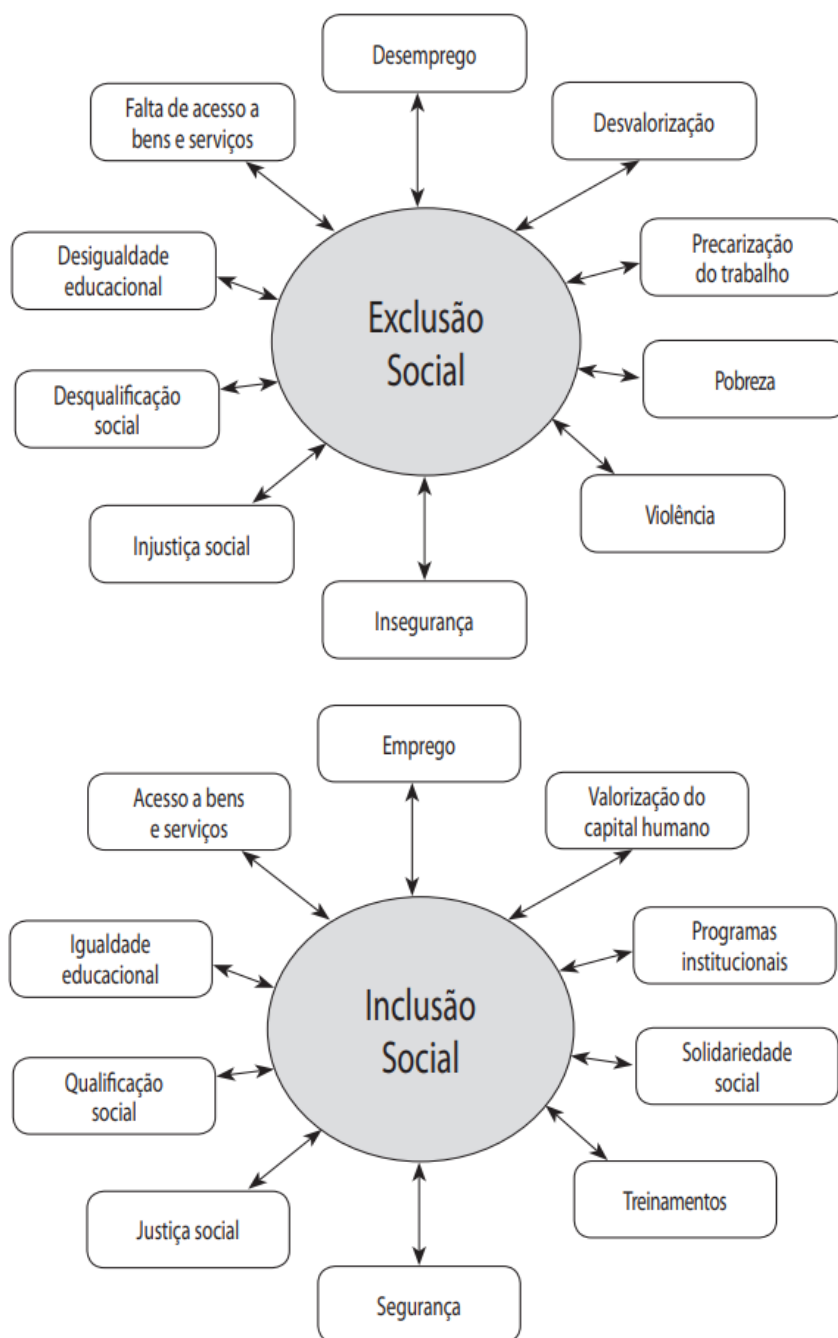 Desemprego
Falta de acesso a
bens e serviços
Desvalorização
Desigualdade
educacional
Precarização
do trabalho
Exclusão
Social
Desqualificação
social
Pobreza
Injustiça social
Violência
Insegurança
Emprego
Acesso a bens
e serviços
Valorização do
capital humano
Igualdade
educacional
Programas
institucionais
Inclusão
Social
Qualificação
social
Solidariedade
social
Justiça social
Treinamentos
Segurança